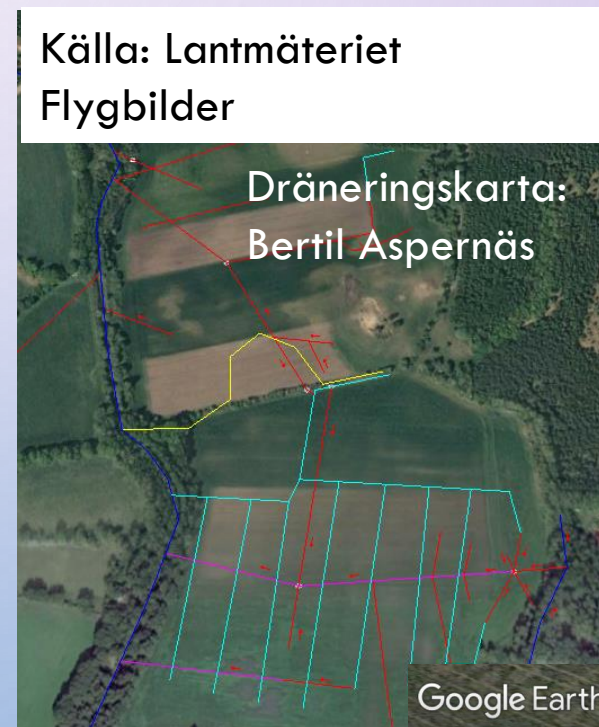 Källa: Lantmäteriet
Flygbilder
Dräneringskarta:
Bertil Aspernäs
Google Earth